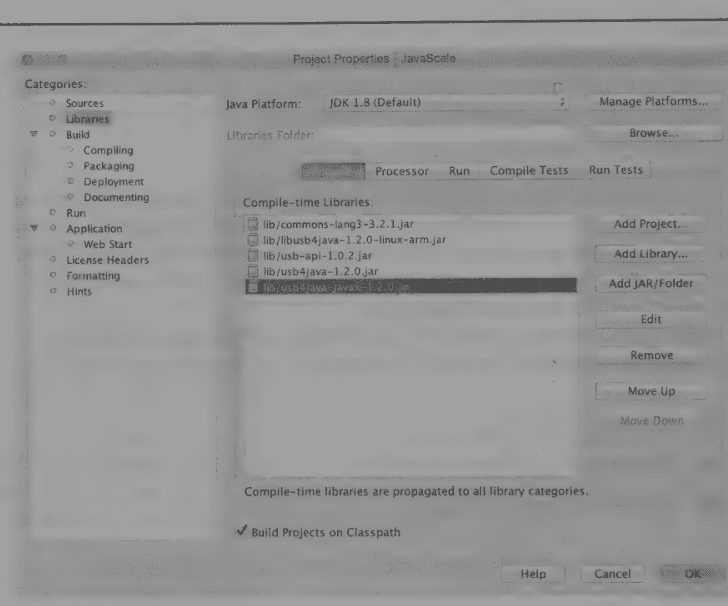 Project Properties - JavaScale
Categories:
Sources
Libraries
Build
Compiling
Packaging
Deployment
Documenting
Run
Application
Web Start
License Headers
Formatting
Hints
Java Platform: JDK 1.8 (Default) Manage Platforms...
Libraries Folder: Browse...
Processor Run Compile Tests Run Tests
Compile-time Libraries:
lib/commons-lang3-3.2.1.jar
lib/libusb4java-1.2.0-linux-arm.jar
lib/usb-api-1.0.2.jar
lib/usb4java-1.2.0.jar
lib/usb4java-javax-1.2.0.jar
Add Project...
Add Library...
Add JAR/Folder
Edit
Remove
Move Up
Move Down
Compile-time libraries are propagated to all library categories.
Build Projects on Classpath
Help Cancel OK